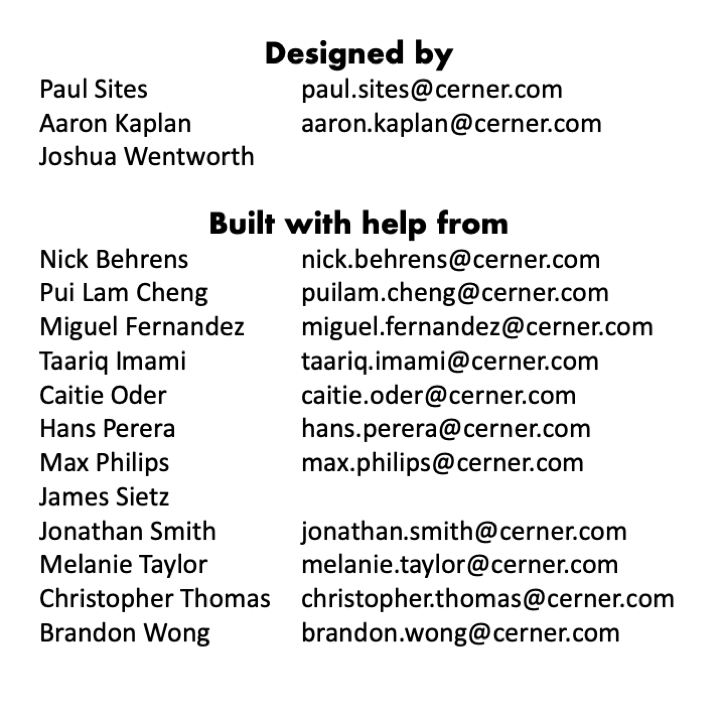 Designed by
Paul Sites paul.sites@cerner.com
Aaron Kaplan aaron.kaplan@cerner.com
Joshua Wentworth
Built with help from
Nick Behrens nick.behrens@cerner.com
Pui Lam Cheng puilam.cheng@cerner.com
Miguel Fernandez miguel.fernandez@cerner.com
Taariq Imami taariq.imami@cerner.com
Caitie Oder caitie.oder@cerner.com
Hans Perera hans.perera@cerner.com
Max Philips max.philips@cerner.com
James Sietz
Jonathan Smith jonathan.smith@cerner.com
Melanie Taylor melanie.taylor@cerner.com
Christopher Thomas christopher.thomas@cerner.com
Brandon Wong brandon.wong@cerner.com